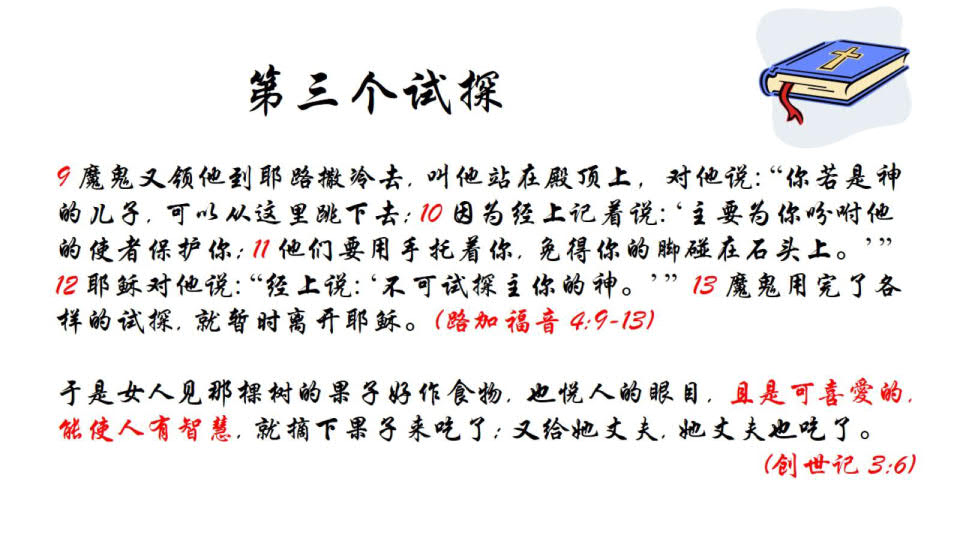 第三个试探
9 魔鬼又领他到耶路撒冷去, 叫他站在殿顶上, 对他说:“你若是神
的儿子, 可以从这里跳下去; 10 因为经上记着说:‘主要为你吩咐他
的使者保护你; 11 他们要用手托着你, 免得你的脚碰在石头上。’”
12 耶稣对他说:“经上说:‘不可试探主你的神。’” 13 魔鬼用完了各
样的试探, 就暂时离开耶稣。(路加福音 4:9-13)
于是女人见那棵树的果子好作食物, 也悦人的眼目, 且是可喜愛的,
能使人有智慧, 就摘下果子来吃了; 又给她丈夫, 她丈夫也吃了。
(创世记 3:6)